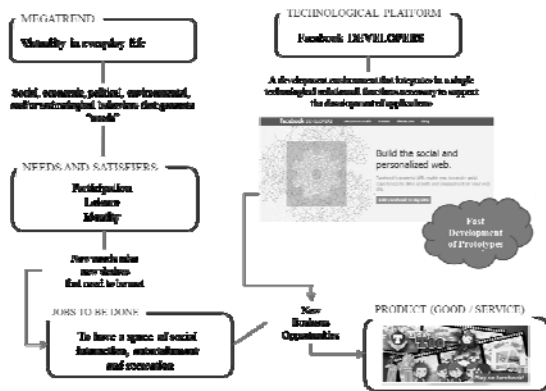 MEGATREND
Virtuality in everyday life
Social, economic, political, environmental,
and/or technological behaviors that generate
"needs"
NEEDS AND SATISFIERS
Participation
Leisure
Identity
New needs arise
new desires
that need to be met
JOBS TO BE DONE
To have a space of social
interaction, entertainment
and recreation
TECHNOLOGICAL PLATFORM
Facebook DEVELOPERS
A development environment that integrates in a single
technological solution all functions necessary to support
the development of applications
facebook DEVELOPERS
Build the social and
personalized web.
Fast
Development
of Prototypes
New
Business
Opportunities
PRODUCT (GOOD / SERVICE)